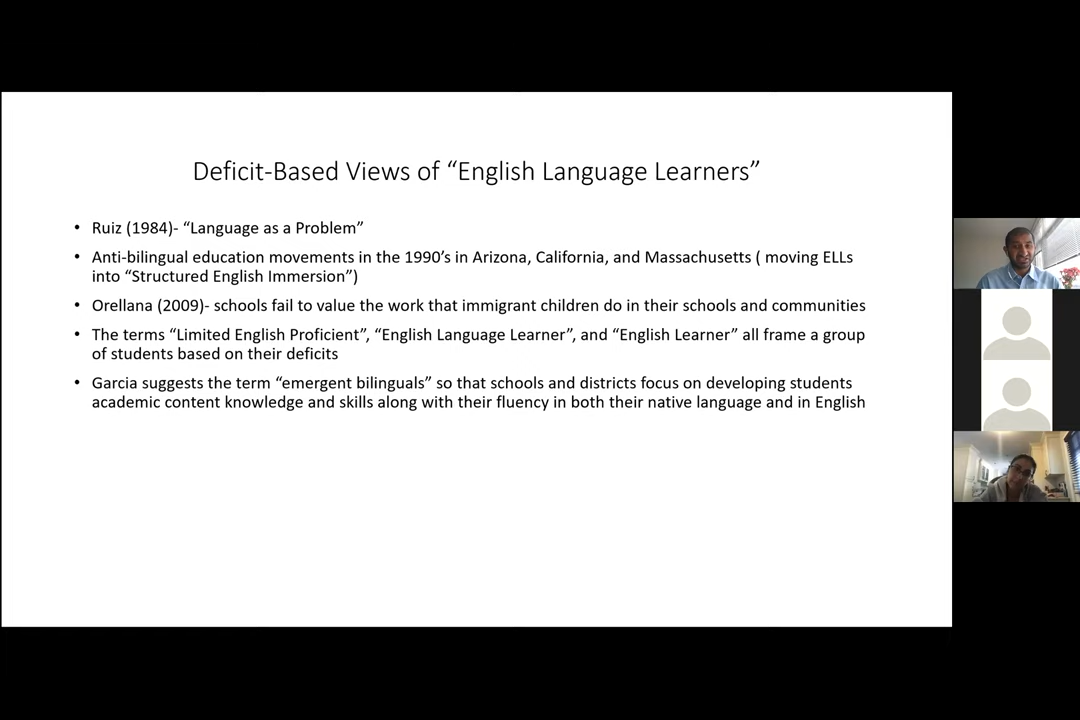 Deficit-Based Views of “English Language Learners”
• Ruiz (1984)- “Language as a Problem”
• Anti-bilingual education movements in the 1990’s in Arizona, California, and Massachusetts ( moving ELLs
into “Structured English Immersion”)
• Orellana (2009)- schools fail to value the work that immigrant children do in their schools and communities
• The terms “Limited English Proficient”, “English Language Learner”, and “English Learner” all frame a group
of students based on their deficits
• Garcia suggests the term “emergent bilinguals” so that schools and districts focus on developing students
academic content knowledge and skills along with their fluency in both their native language and in English